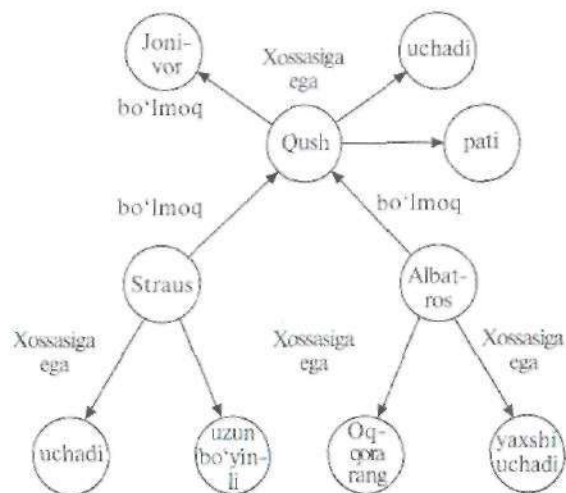 Joni-
vor
Xossasiga
ega
uchadi
bo‘lmoq
Qush
pati
bo‘lmoq
bo‘lmoq
Straus
Albat-
ros
Xossasiga
ega
Xossasiga
ega
Xossasiga
ega
uchadi
uzun
bo‘yin-
li
Oq-
qora
rang
yaxshi
uchadi